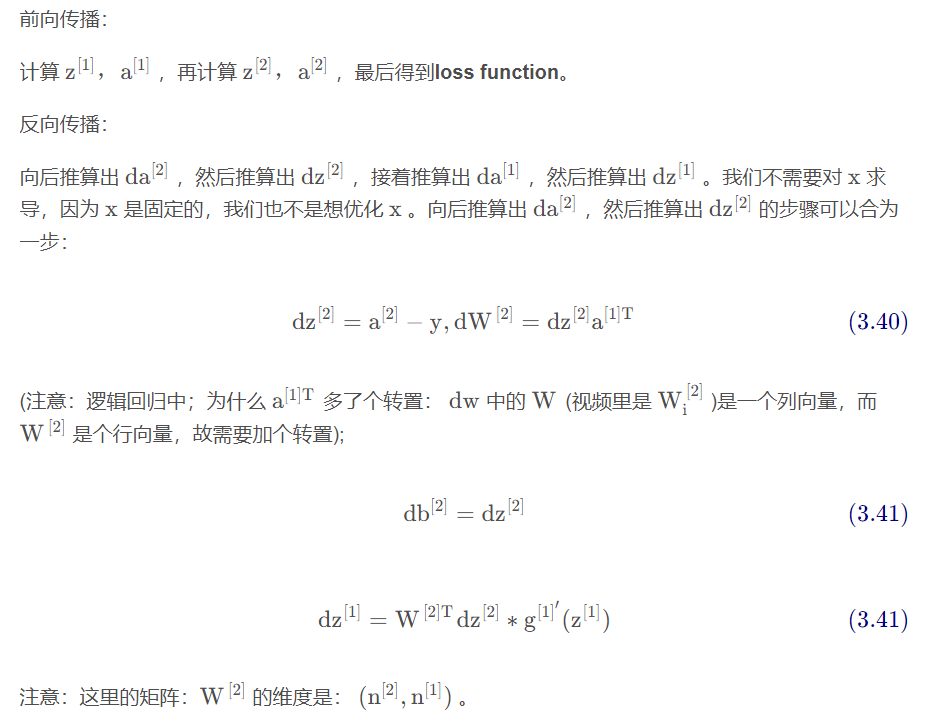 前向传播：
计算 z^[1]， a^[1] ，再计算 z^[2]， a^[2] ，最后得到loss function。
反向传播：
向后推算出 da^[2] ，然后推算出 dz^[2] ，接着推算出 da^[1] ，然后推算出 dz^[1] 。我们不需要对 x 求
导，因为 x 是固定的，我们也不是想优化 x 。向后推算出 da^[2] ，然后推算出 dz^[2] 的步骤可以合为
一步：
dz^[2] = a^[2] − y, dW^[2] = dz^[2]a^[1]T (3.40)
(注意：逻辑回归中；为什么 a^[1]T 多了个转置： dw 中的 W (视频里是 W_i^[2] )是一个列向量，而
W^[2] 是个行向量，故需要加个转置);
db^[2] = dz^[2] (3.41)
dz^[1] = W^[2]T dz^[2] ∗ g^[1]′(z^[1]) (3.41)
注意：这里的矩阵：W^[2] 的维度是： (n^[2], n^[1]) 。